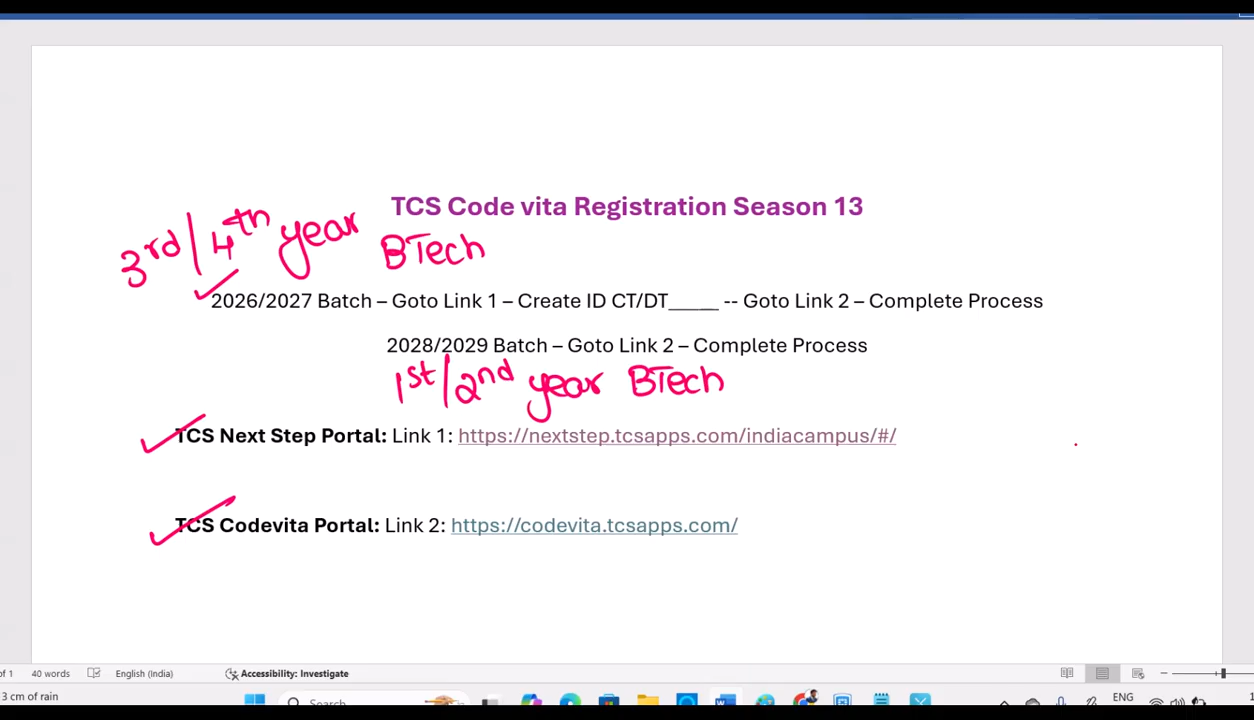 TCS Code vita Registration Season 13
3rd/4th year BTech
2026/2027 Batch – Goto Link 1 – Create ID CT/DT_____ -- Goto Link 2 – Complete Process
2028/2029 Batch – Goto Link 2 – Complete Process
1st/2nd year BTech
TCS Next Step Portal: Link 1: https://nextstep.tcsapps.com/indiacampus/#/
TCS Codevita Portal: Link 2: https://codevita.tcsapps.com/
of 1 40 words English (India) Accessibility: Investigate
3 cm of rain Search ENG